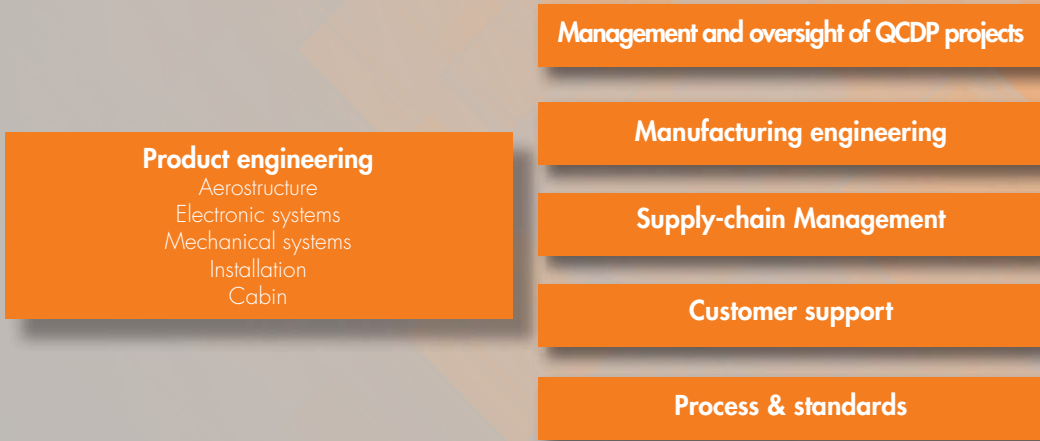 Product engineering
Aerostructure
Electronic systems
Mechanical systems
Installation
Cabin
Management and oversight of QCDP projects
Manufacturing engineering
Supply-chain Management
Customer support
Process & standards